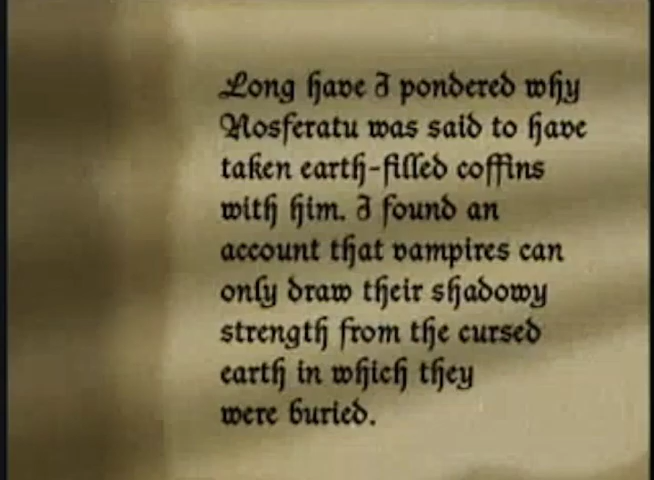 Long have I pondered why
Nosferatu was said to have
taken earth-filled coffins
with him. I found an
account that vampires can
only draw their shadowy
strength from the cursed
earth in which they
were buried.